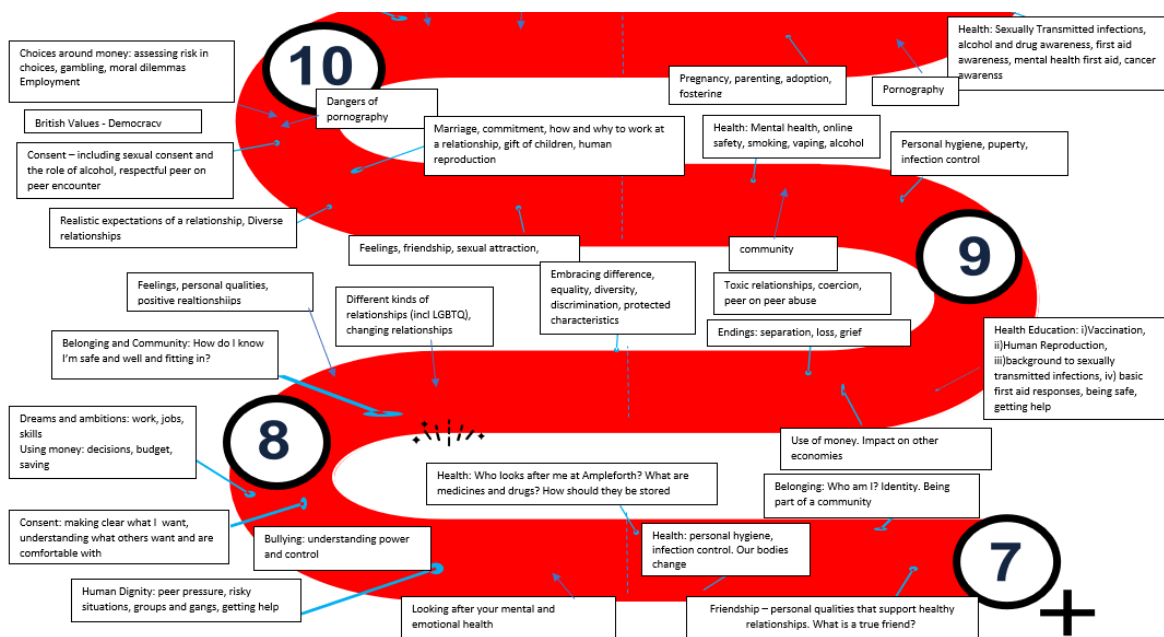 Choices around money: assessing risk in
choices, gambling, moral dilemmas
Employment
10
Pregnancy, parenting, adoption,
fostering
Pornography
Health: Sexually Transmitted infections,
alcohol and drug awareness, first aid
awareness, mental health first aid, cancer
awarenss
British Values - Democracy
Dangers of
pornography
Consent – including sexual consent and
the role of alcohol, respectful peer on
peer encounter
Marriage, commitment, how and why to work at
a relationship, gift of children, human
reproduction
Health: Mental health, online
safety, smoking, vaping, alcohol
Personal hygiene, puperty,
infection control
Realistic expectations of a relationship, Diverse
relationships
Feelings, friendship, sexual attraction,
community
9
Feelings, personal qualities,
positive realtionshiips
Different kinds of
relationships (incl LGBTQ),
changing relationships
Embracing difference,
equality, diversity,
discrimination, protected
characteristics
Toxic relationships, coercion,
peer on peer abuse
Endings: separation, loss, grief
Belonging and Community: How do I know
I'm safe and well and fitting in?
Health Education: i)Vaccination,
ii)Human Reproduction,
iii)background to sexually
transmitted infections, iv) basic
first aid responses, being safe,
getting help
Dreams and ambitions: work, jobs,
skills
Using money: decisions, budget,
saving
8
Use of money. Impact on other
economies
Health: Who looks after me at Ampleforth? What are
medicines and drugs? How should they be stored
Belonging: Who am I? Identity. Being
part of a community
Consent: making clear what I want,
understanding what others want and are
comfortable with
Bullying: understanding power
and control
Health: personal hygiene,
infection control. Our bodies
change
7
Human Dignity: peer pressure, risky
situations, groups and gangs, getting help
Looking after your mental and
emotional health
Friendship – personal qualities that support healthy
relationships. What is a true friend?
+